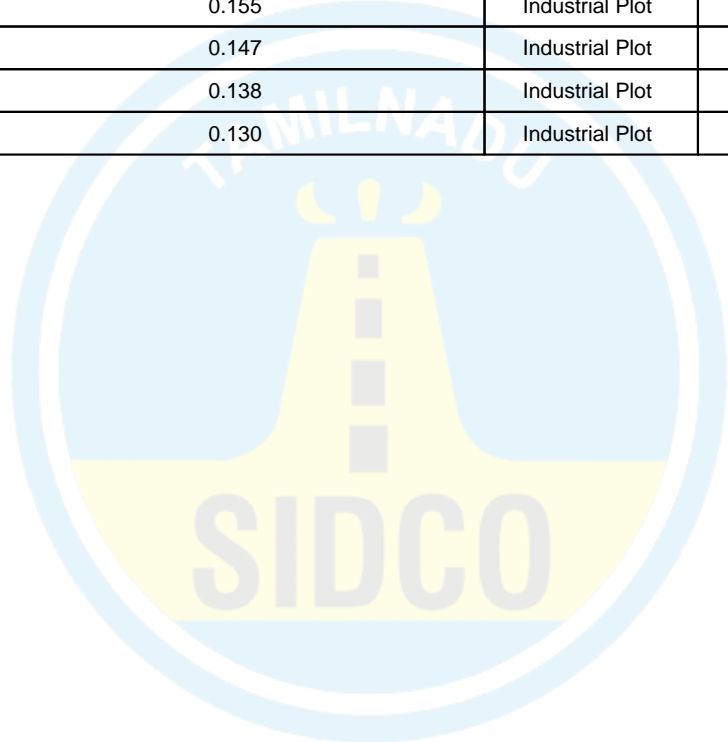 0.155 Industrial Plot
0.147 Industrial Plot
0.138 Industrial Plot
0.130 Industrial Plot
TAMILNADU
SIDCO